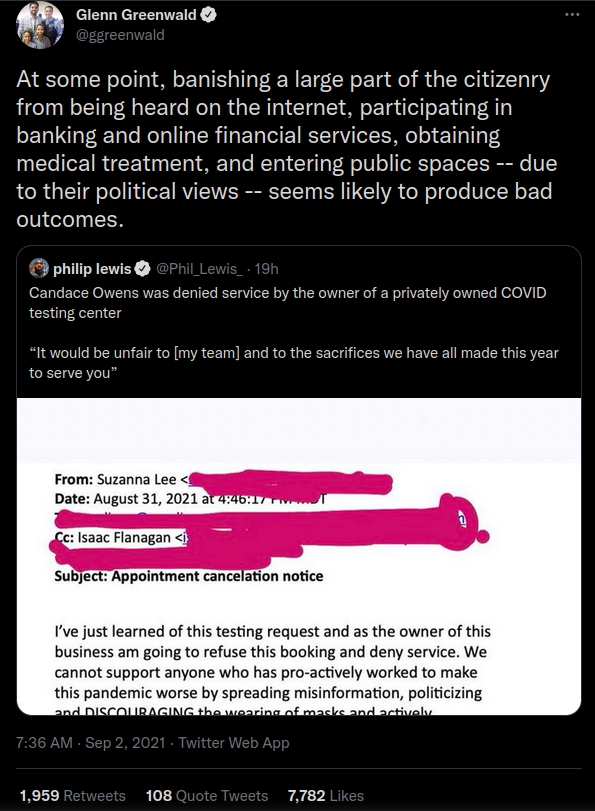 Glenn Greenwald
@ggreenwald
At some point, banishing a large part of the citizenry
from being heard on the internet, participating in
banking and online financial services, obtaining
medical treatment, and entering public spaces -- due
to their political views -- seems likely to produce bad
outcomes.
philip lewis @Phil_Lewis_ · 19h
Candace Owens was denied service by the owner of a privately owned COVID
testing center
“It would be unfair to [my team] and to the sacrifices we have all made this year
to serve you”
From: Suzanna Lee <
Date: August 31, 2021 at 4:46:17 PM
Cc: Isaac Flanagan <i
Subject: Appointment cancelation notice
I’ve just learned of this testing request and as the owner of this
business am going to refuse this booking and deny service. We
cannot support anyone who has pro-actively worked to make
this pandemic worse by spreading misinformation, politicizing
and DISCOURAGING the wearing of masks and actively
7:36 AM · Sep 2, 2021 · Twitter Web App
1,959 Retweets 108 Quote Tweets 7,782 Likes